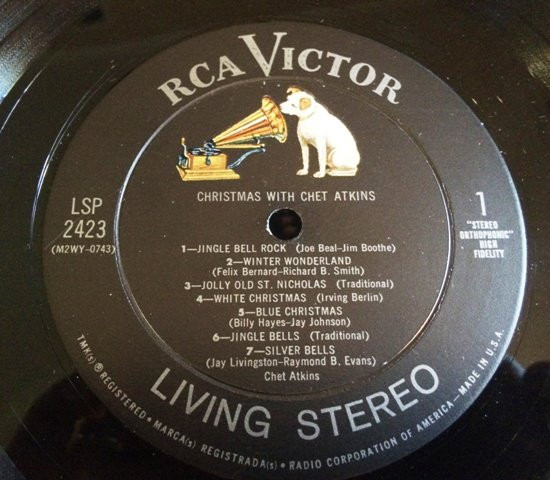 RCA VICTOR
CHRISTMAS WITH CHET ATKINS
LSP
2423
(M2WY-0743)
1
"STEREO
ORTHOPHONIC"
HIGH
FIDELITY
1—JINGLE BELL ROCK (Joe Beal-Jim Boothe)
2—WINTER WONDERLAND
(Felix Bernard-Richard B. Smith)
3—JOLLY OLD ST. NICHOLAS (Traditional)
4—WHITE CHRISTMAS (Irving Berlin)
5—BLUE CHRISTMAS
(Billy Hayes-Jay Johnson)
6—JINGLE BELLS (Traditional)
7—SILVER BELLS
(Jay Livingston-Raymond B. Evans)
Chet Atkins
LIVING STEREO
TMK(s) ® REGISTERED • MARCA(s) REGISTRADA(s) • RADIO CORPORATION OF AMERICA—MADE IN U.S.A.